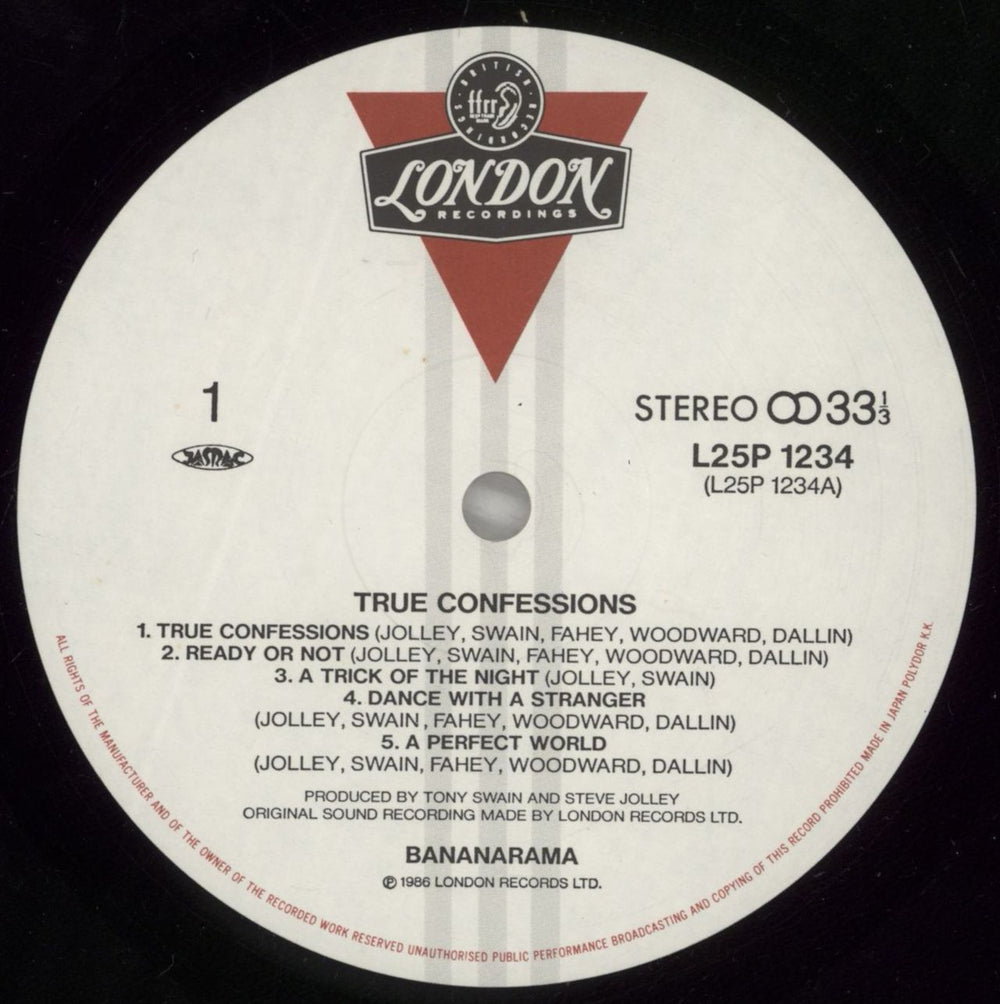 BRITISH · RECORDINGS ·
ffrr
LONDON
RECORDINGS
1
JASRAC
STEREO 33⅓
L25P 1234
(L25P 1234A)
TRUE CONFESSIONS
1. TRUE CONFESSIONS (JOLLEY, SWAIN, FAHEY, WOODWARD, DALLIN)
2. READY OR NOT (JOLLEY, SWAIN, FAHEY, WOODWARD, DALLIN)
3. A TRICK OF THE NIGHT (JOLLEY, SWAIN)
4. DANCE WITH A STRANGER
(JOLLEY, SWAIN, FAHEY, WOODWARD, DALLIN)
5. A PERFECT WORLD
(JOLLEY, SWAIN, FAHEY, WOODWARD, DALLIN)
PRODUCED BY TONY SWAIN AND STEVE JOLLEY
ORIGINAL SOUND RECORDING MADE BY LONDON RECORDS LTD.
BANANARAMA
℗ 1986 LONDON RECORDS LTD.
ALL RIGHTS OF THE MANUFACTURER AND OF THE OWNER OF THE RECORDED WORK RESERVED UNAUTHORISED PUBLIC PERFORMANCE BROADCASTING AND COPYING OF THIS RECORD PROHIBITED MADE IN JAPAN POLYDOR K.K.